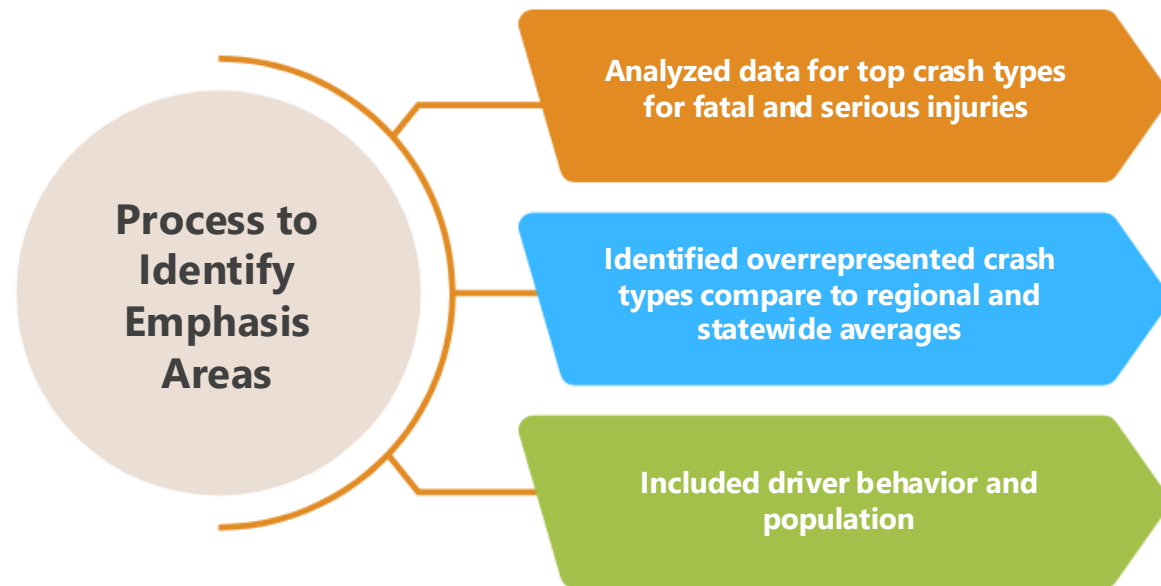 Process to
Identify
Emphasis
Areas
Analyzed data for top crash types
for fatal and serious injuries
Identified overrepresented crash
types compare to regional and
statewide averages
Included driver behavior and
population